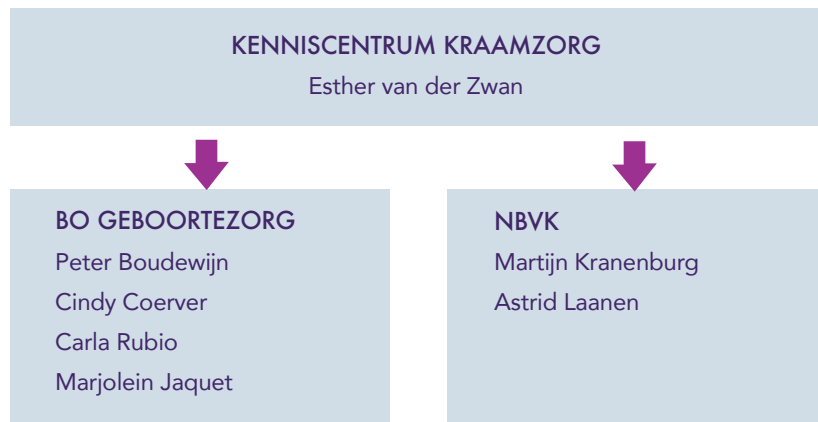 KENNISCENTRUM KRAAMZORG
Esther van der Zwan
BO GEBOORTEZORG
Peter Boudewijn
Cindy Coerver
Carla Rubio
Marjolein Jaquet
NBVK
Martijn Kranenburg
Astrid Laanen